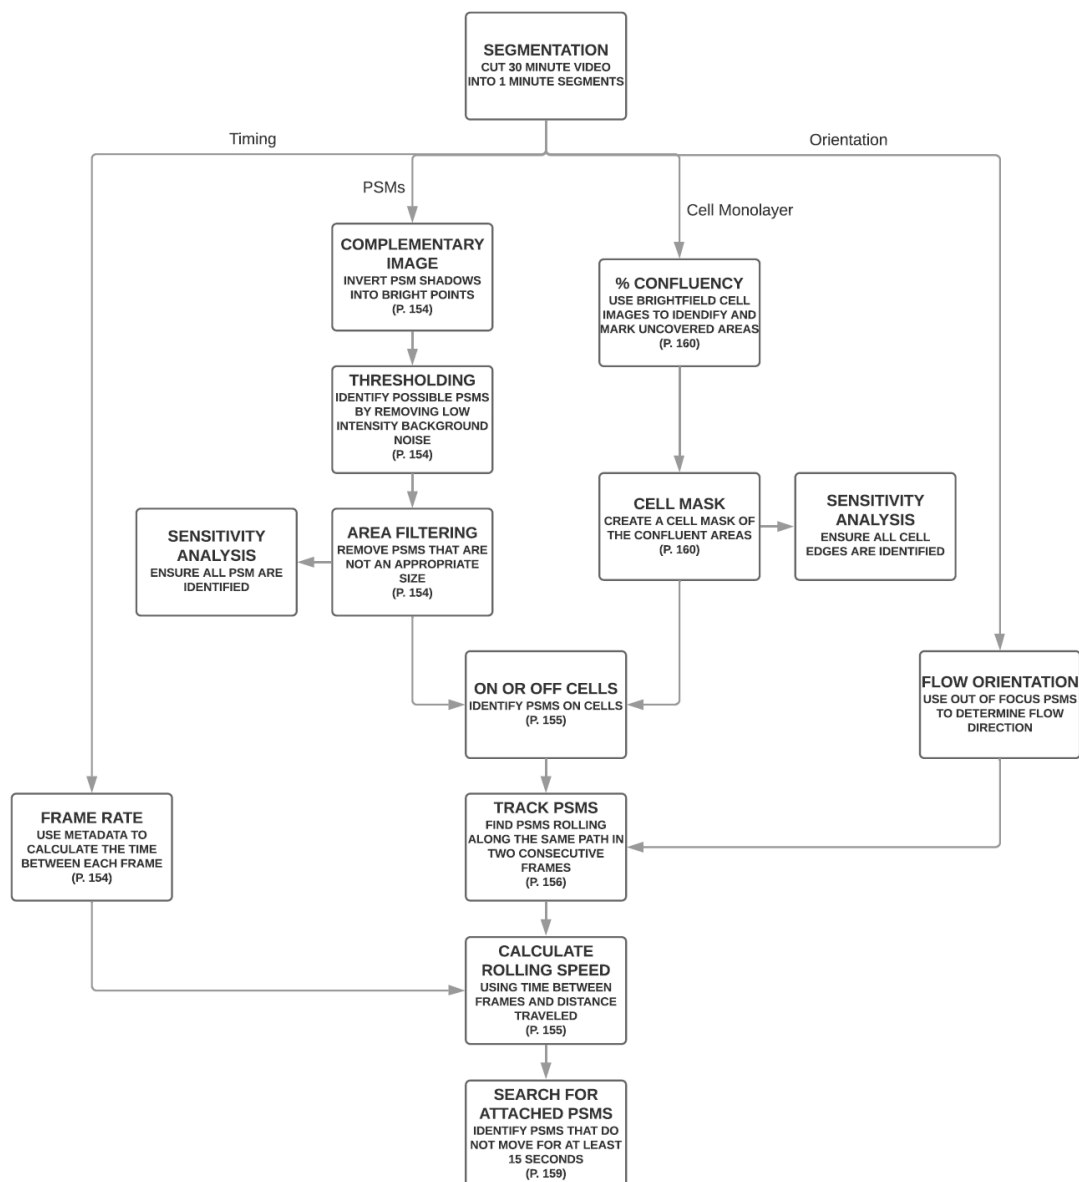 SEGMENTATION
CUT 30 MINUTE VIDEO
INTO 1 MINUTE SEGMENTS
Timing
Orientation
PSMs
Cell Monolayer
COMPLEMENTARY
IMAGE
INVERT PSM SHADOWS
INTO BRIGHT POINTS
(P. 154)
% CONFLUENCY
USE BRIGHTFIELD CELL
IMAGES TO IDENDIFY AND
MARK UNCOVERED AREAS
(P. 160)
THRESHOLDING
IDENTIFY POSSIBLE PSMS
BY REMOVING LOW
INTENSITY BACKGROUND
NOISE
(P. 154)
SENSITIVITY
ANALYSIS
ENSURE ALL PSM ARE
IDENTIFIED
AREA FILTERING
REMOVE PSMS THAT ARE
NOT AN APPROPRIATE
SIZE
(P. 154)
CELL MASK
CREATE A CELL MASK OF
THE CONFLUENT AREAS
(P. 160)
SENSITIVITY
ANALYSIS
ENSURE ALL CELL
EDGES ARE IDENTIFIED
ON OR OFF CELLS
IDENTIFY PSMS ON CELLS
(P. 155)
FLOW ORIENTATION
USE OUT OF FOCUS PSMS
TO DETERMINE FLOW
DIRECTION
FRAME RATE
USE METADATA TO
CALCULATE THE TIME
BETWEEN EACH FRAME
(P. 154)
TRACK PSMS
FIND PSMS ROLLING
ALONG THE SAME PATH IN
TWO CONSECUTIVE
FRAMES
(P. 156)
CALCULATE
ROLLING SPEED
USING TIME BETWEEN
FRAMES AND DISTANCE
TRAVELED
(P. 155)
SEARCH FOR
ATTACHED PSMS
IDENTIFY PSMS THAT DO
NOT MOVE FOR AT LEAST
15 SECONDS
(P. 159)